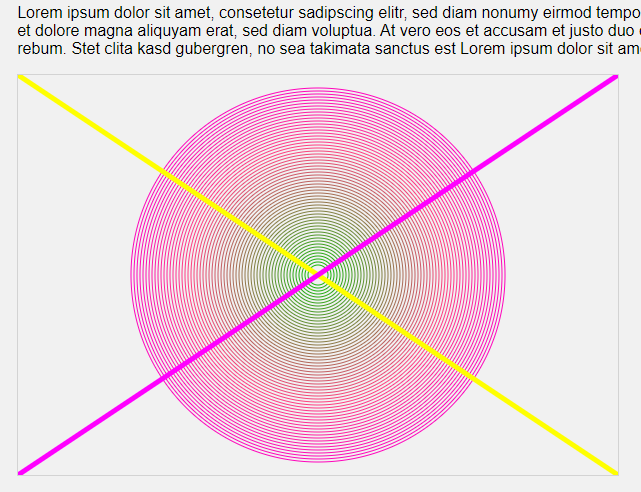 Lorem ipsum dolor sit amet, consetetur sadipscing elitr, sed diam nonumy eirmod tempo
et dolore magna aliquyam erat, sed diam voluptua. At vero eos et accusam et justo duo
rebum. Stet clita kasd gubergren, no sea takimata sanctus est Lorem ipsum dolor sit am